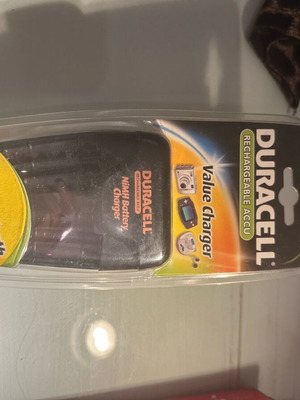 DURACELL
RECHARGEABLE ACCU
Value Charger
DURACELL
NiMH Battery
Charger